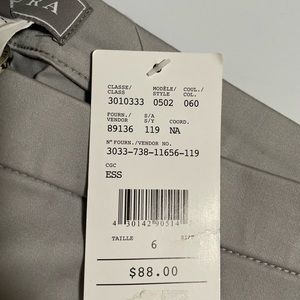 CLASSE/ MODÈLE/ COUL./
CLASS STYLE COL.
3010333 0502 060
FOURN./ S/A
VENDOR S/Y COORD.
89136 119 NA
Nº FOURN./VENDOR NO.
3033-738-11656-119
CGC
ESS
4 30142 90514
TAILLE 6
$88.00